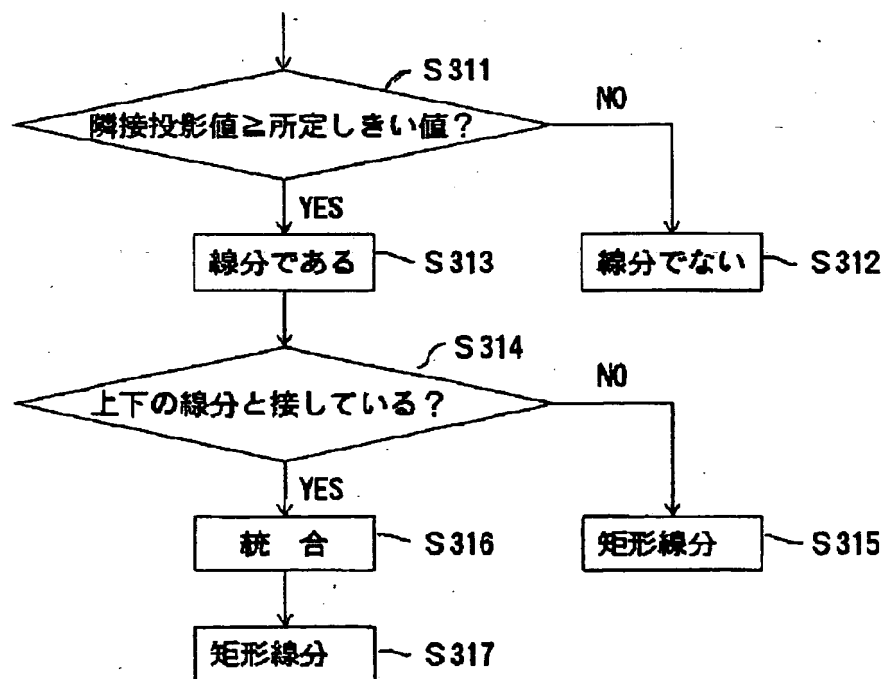 S311
隣接投影値≧所定しきい値?
NO
YES
線分である
S313
線分でない
S312
S314
上下の線分と接している?
NO
YES
統 合
S316
矩形線分
S315
矩形線分
S317